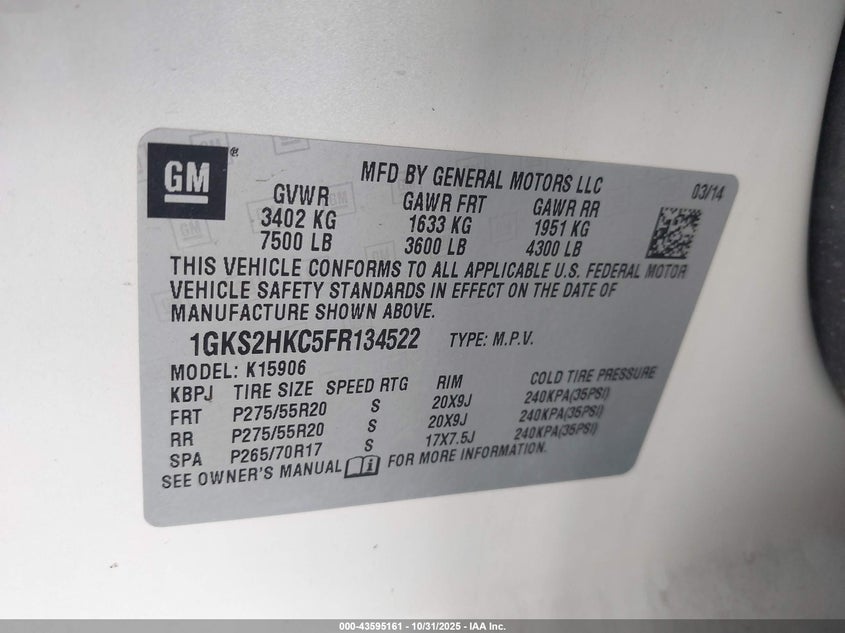 GM®
MFD BY GENERAL MOTORS LLC
03/14
GVWR GAWR FRT GAWR RR
3402 KG 1633 KG 1951 KG
7500 LB 3600 LB 4300 LB
THIS VEHICLE CONFORMS TO ALL APPLICABLE U.S. FEDERAL MOTOR
VEHICLE SAFETY STANDARDS IN EFFECT ON THE DATE OF
MANUFACTURE SHOWN ABOVE.
1GKS2HKC5FR134522 TYPE: M.P.V.
MODEL: K15906
KBPJ TIRE SIZE SPEED RTG RIM COLD TIRE PRESSURE
FRT P275/55R20 S 20X9J 240KPA(35PSI)
RR P275/55R20 S 20X9J 240KPA(35PSI)
SPA P265/70R17 S 17X7.5J 240KPA(35PSI)
SEE OWNER'S MANUAL FOR MORE INFORMATION.
000-43595161 - 10/31/2025 - IAA Inc.